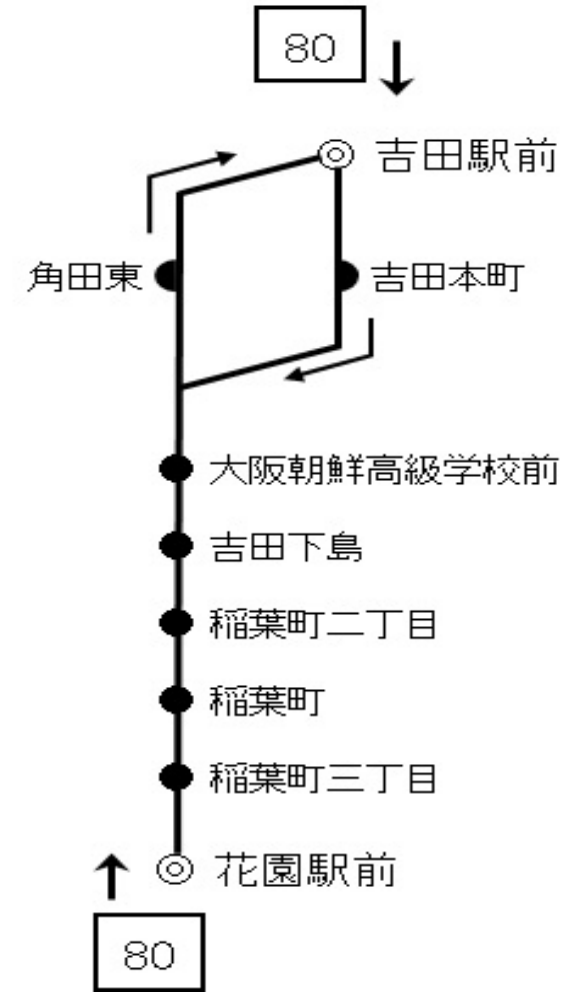 80
吉田駅前
角田東
吉田本町
大阪朝鮮高級学校前
吉田下島
稲葉町二丁目
稲葉町
稲葉町三丁目
花園駅前
80